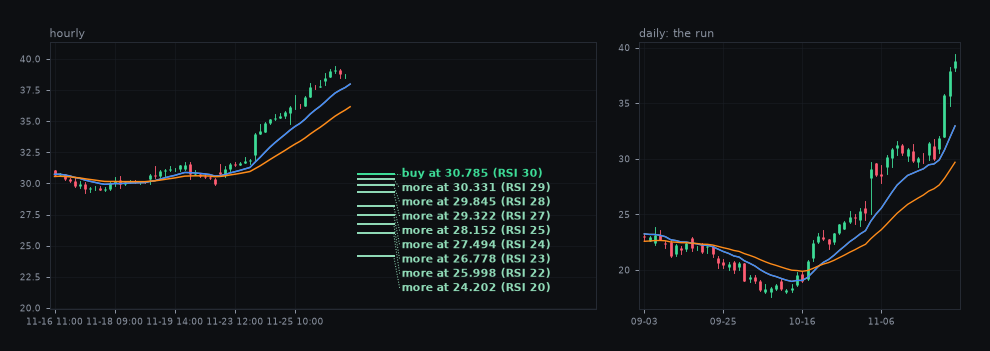 hourly
40.0
37.5
35.0
32.5
30.0
27.5
25.0
22.5
20.0
11-16 11:00
11-18 09:00
11-19 14:00
11-23 12:00
11-25 10:00
buy at 30.785 (RSI 30)
more at 30.331 (RSI 29)
more at 29.845 (RSI 28)
more at 29.322 (RSI 27)
more at 28.152 (RSI 25)
more at 27.494 (RSI 24)
more at 26.778 (RSI 23)
more at 25.998 (RSI 22)
more at 24.202 (RSI 20)
daily: the run
40
35
30
25
20
09-03
09-25
10-16
11-06